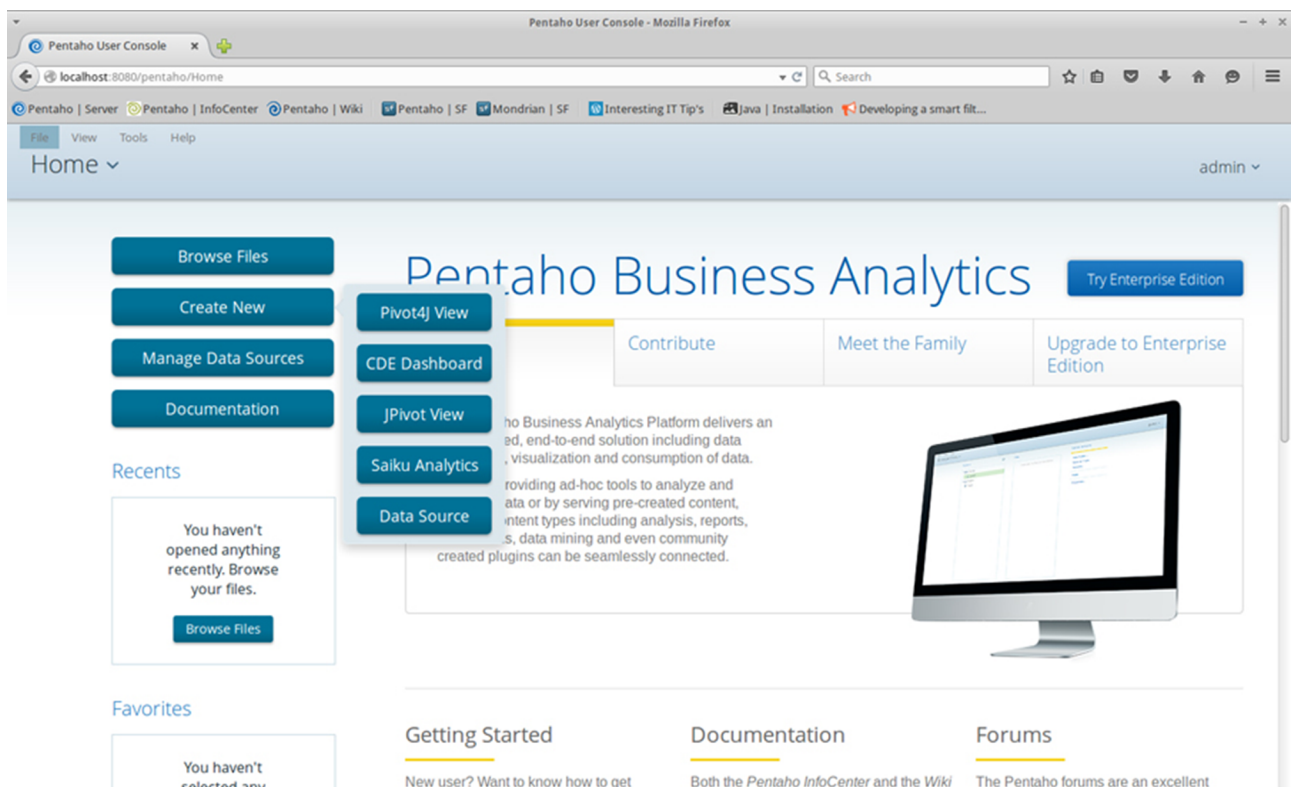 Pentaho User Console - Mozilla Firefox
Pentaho User Console
localhost:8080/pentaho/Home
Search
Pentaho | Server Pentaho | InfoCenter Pentaho | Wiki Pentaho | SF Mondrian | SF Interesting IT Tip's Java | Installation Developing a smart filt...
File View Tools Help
Home
admin
Browse Files
Create New
Manage Data Sources
Documentation
Pivot4J View
CDE Dashboard
JPivot View
Saiku Analytics
Data Source
Pentaho Business Analytics
Try Enterprise Edition
Contribute
Meet the Family
Upgrade to Enterprise
Edition
ho Business Analytics Platform delivers an
ed, end-to-end solution including data
, visualization and consumption of data.
roviding ad-hoc tools to analyze and
ata or by serving pre-created content,
ntent types including analysis, reports,
s, data mining and even community
created plugins can be seamlessly connected.
Recents
You haven't
opened anything
recently. Browse
your files.
Browse Files
Favorites
You haven't
selected any
Getting Started
New user? Want to know how to get
Documentation
Both the Pentaho InfoCenter and the Wiki
Forums
The Pentaho forums are an excellent